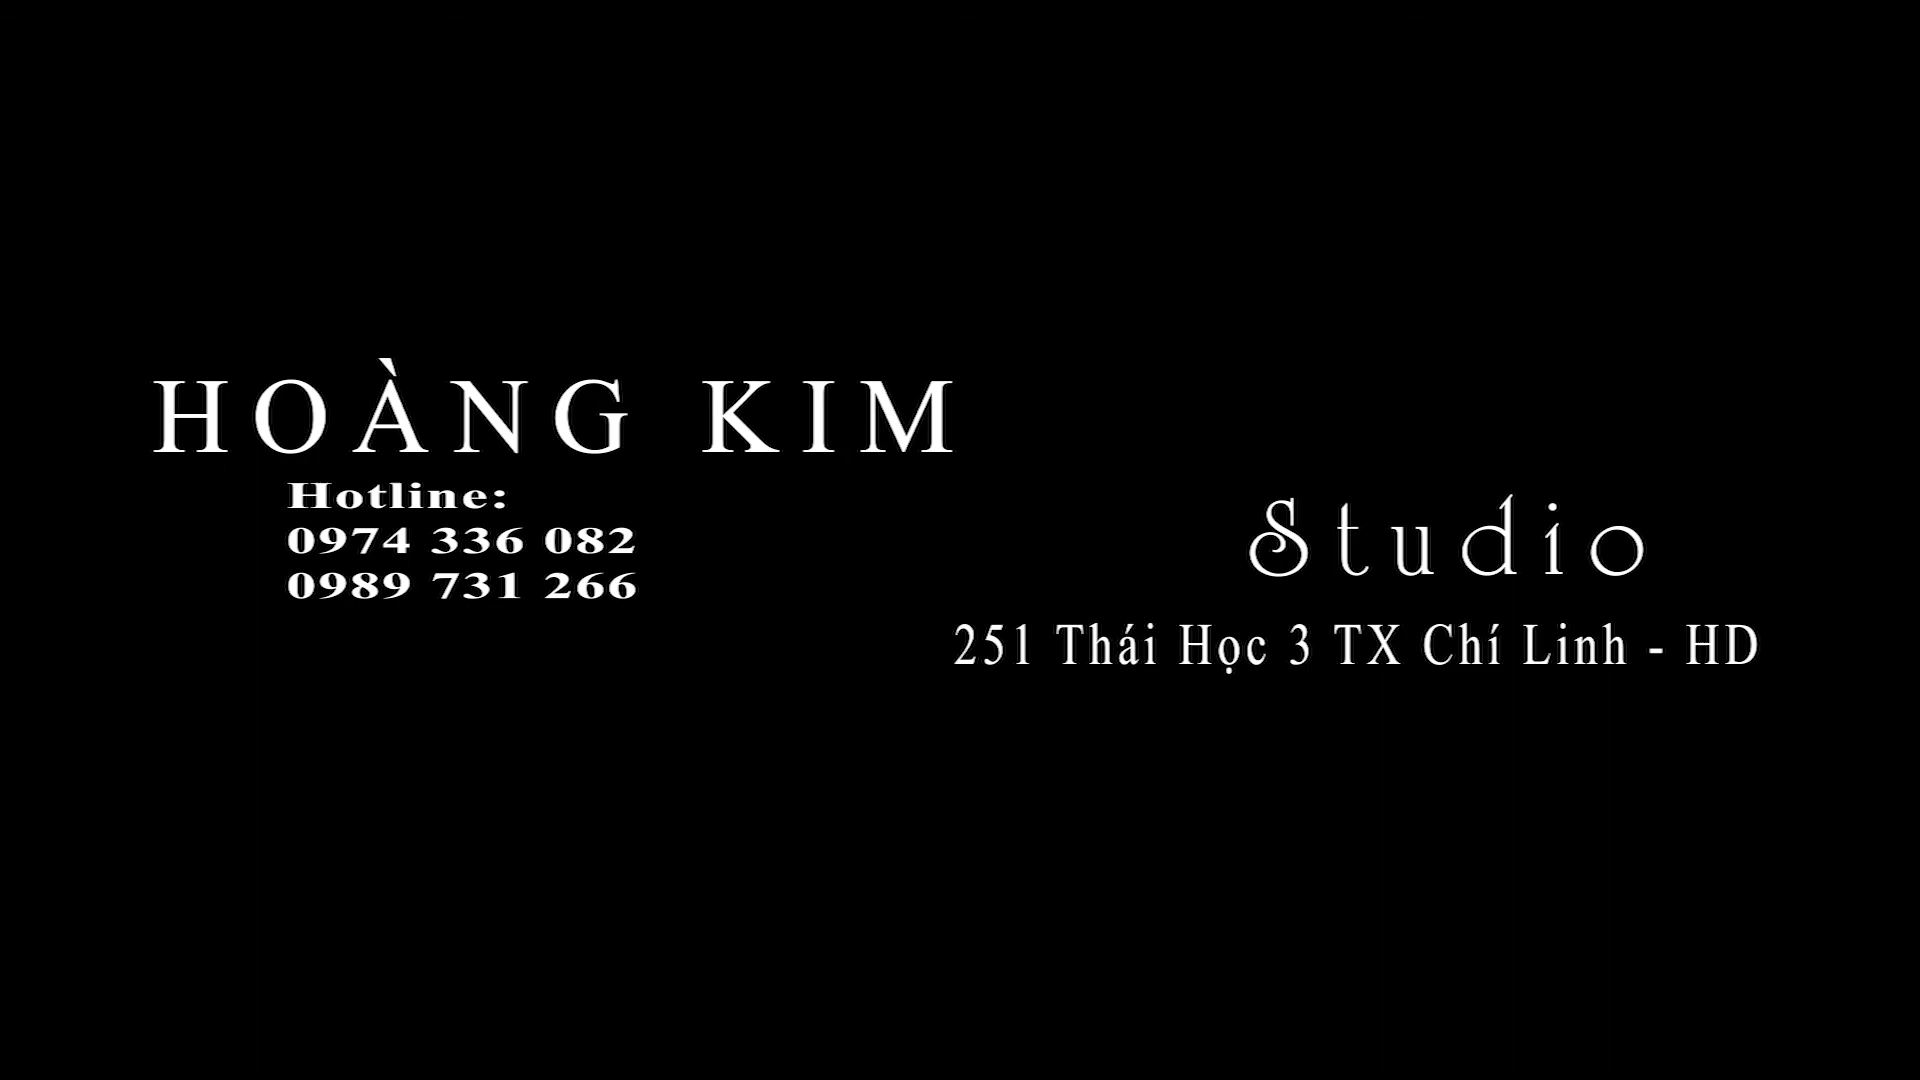 HOÀNG KIM
Hotline:
0974 336 082
0989 731 266
Studio
251 Thái Học 3 TX Chí Linh - HD